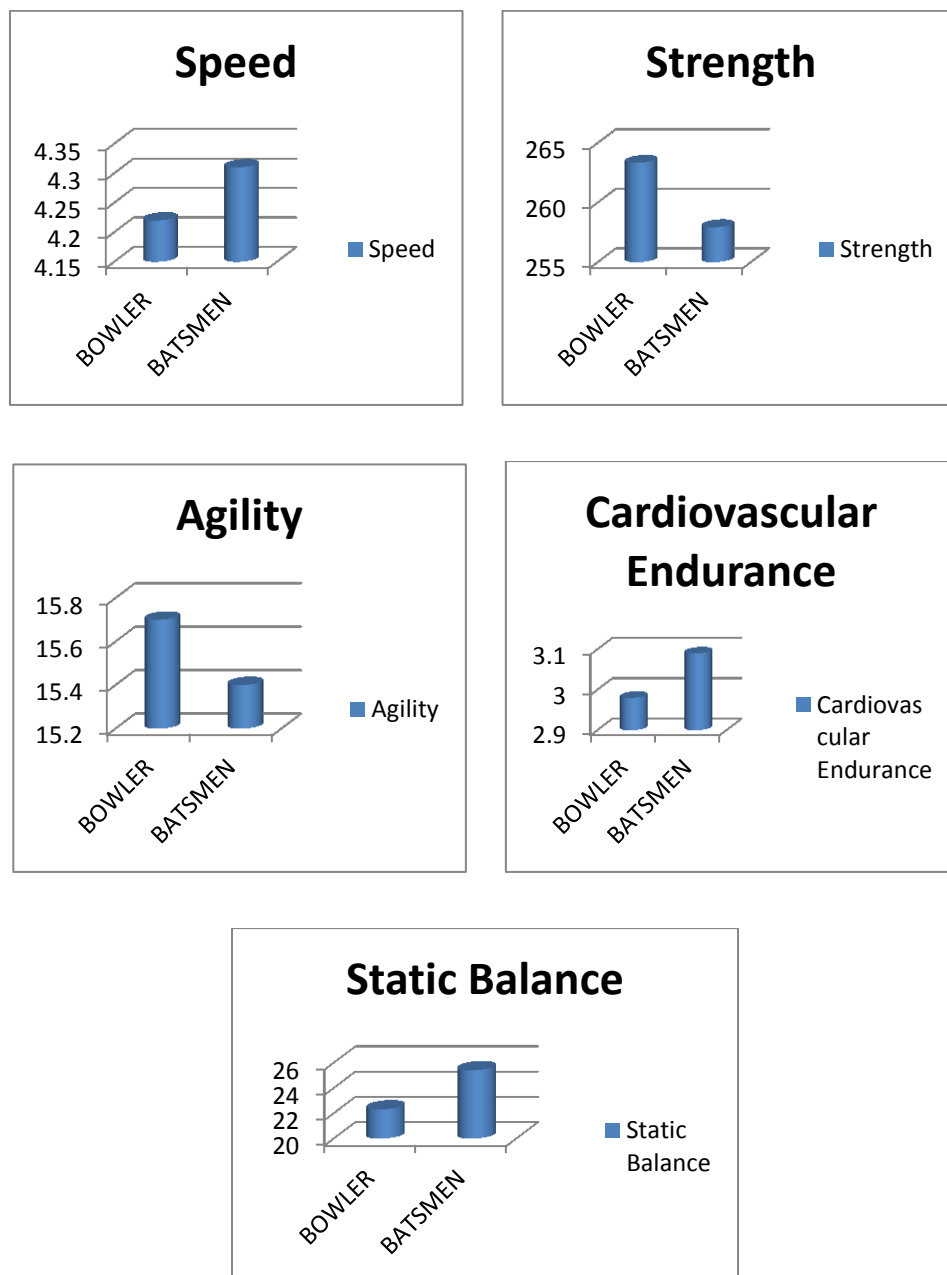 Speed
4.35
4.3
4.25
4.2
4.15
BOWLER
BATSMEN
Speed
Strength
265
260
255
BOWLER
BATSMEN
Strength
Agility
15.8
15.6
15.4
15.2
BOWLER
BATSMEN
Agility
Cardiovascular
Endurance
3.1
3
2.9
BOWLER
BATSMEN
Cardiovas
cular
Endurance
Static Balance
26
24
22
20
BOWLER
BATSMEN
Static
Balance